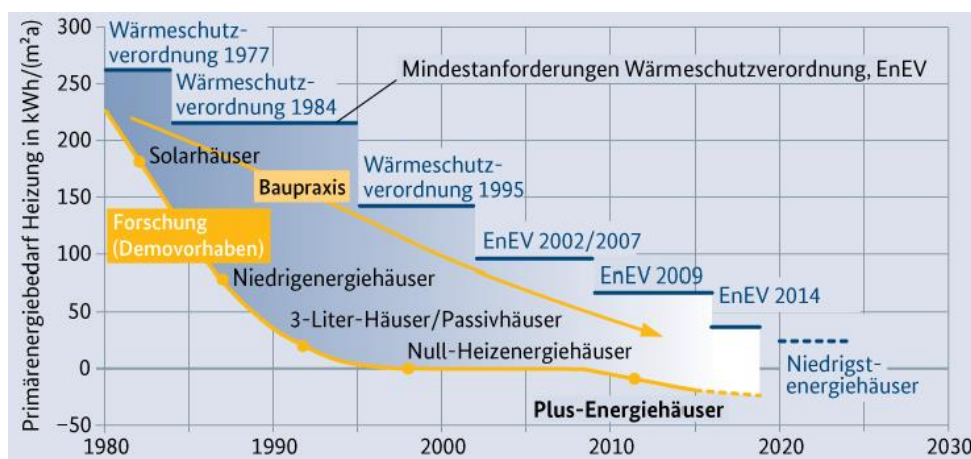 Primärenergiebedarf Heizung in kWh/(m²a)
300
250
200
150
100
50
0
−50
Wärmeschutz-
verordnung 1977
Wärmeschutz-
verordnung 1984
Mindestanforderungen Wärmeschutzverordnung, EnEV
Solarhäuser
Baupraxis
Wärmeschutz-
verordnung 1995
Forschung
(Demovorhaben)
EnEV 2002/2007
Niedrigenergiehäuser
EnEV 2009
EnEV 2014
3-Liter-Häuser/Passivhäuser
Null-Heizenergiehäuser
Niedrigst-
energiehäuser
Plus-Energiehäuser
1980
1990
2000
2010
2020
2030